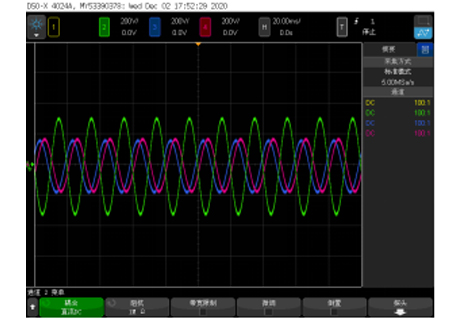 DSO-X 4024A, MY53390378: Wed Dec 02 17:52:29 2020
1
2 200V/ 0.0V
3 200V/ 0.0V
4 200V/ 0.0V
H 20.00ms/ 0.0s
T
1
停止
概要
采集方式
标准模式
5.00MSa/s
通道
DC 100:1
DC 100:1
DC 100:1
DC 100:1
通道 2 菜单
耦合
直流DC
阻抗
1M Ω
带宽限制
微调
倒置
探头